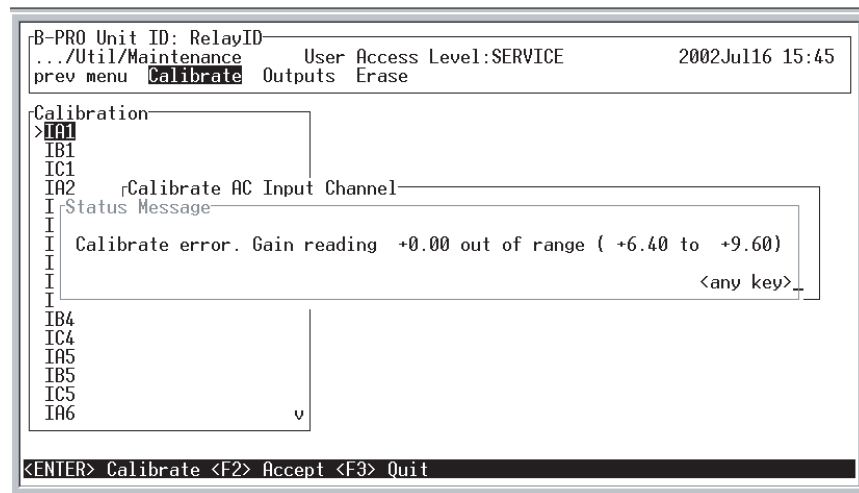 B-PRO Unit ID: RelayID
.../Util/Maintenance User Access Level:SERVICE 2002Jul16 15:45
prev menu Calibrate Outputs Erase
Calibration
>IA1
IB1
IC1
IA2
Calibrate AC Input Channel
I
Status Message
I
I
Calibrate error. Gain reading +0.00 out of range ( +6.40 to +9.60)
I
I
<any key>_
I
IB4
IC4
IA5
IB5
IC5
IA6 v
<ENTER> Calibrate <F2> Accept <F3> Quit